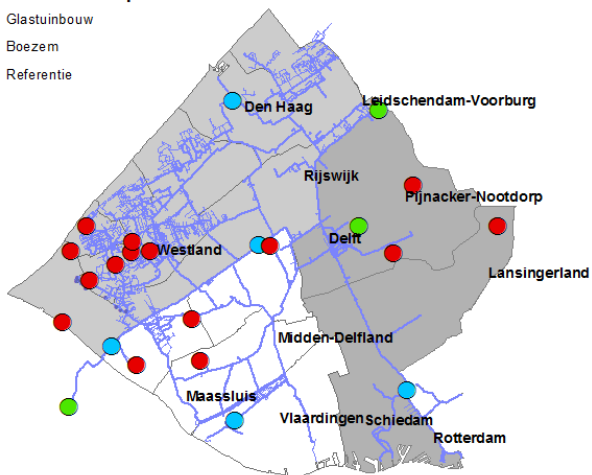 Glastuinbouw
Boezem
Referentie
Den Haag
Leidschendam-Voorburg
Rijswijk
Pijnacker-Nootdorp
Delft
Westland
Lansingerland
Midden-Delfland
Maassluis
Vlaardingen
Schiedam
Rotterdam